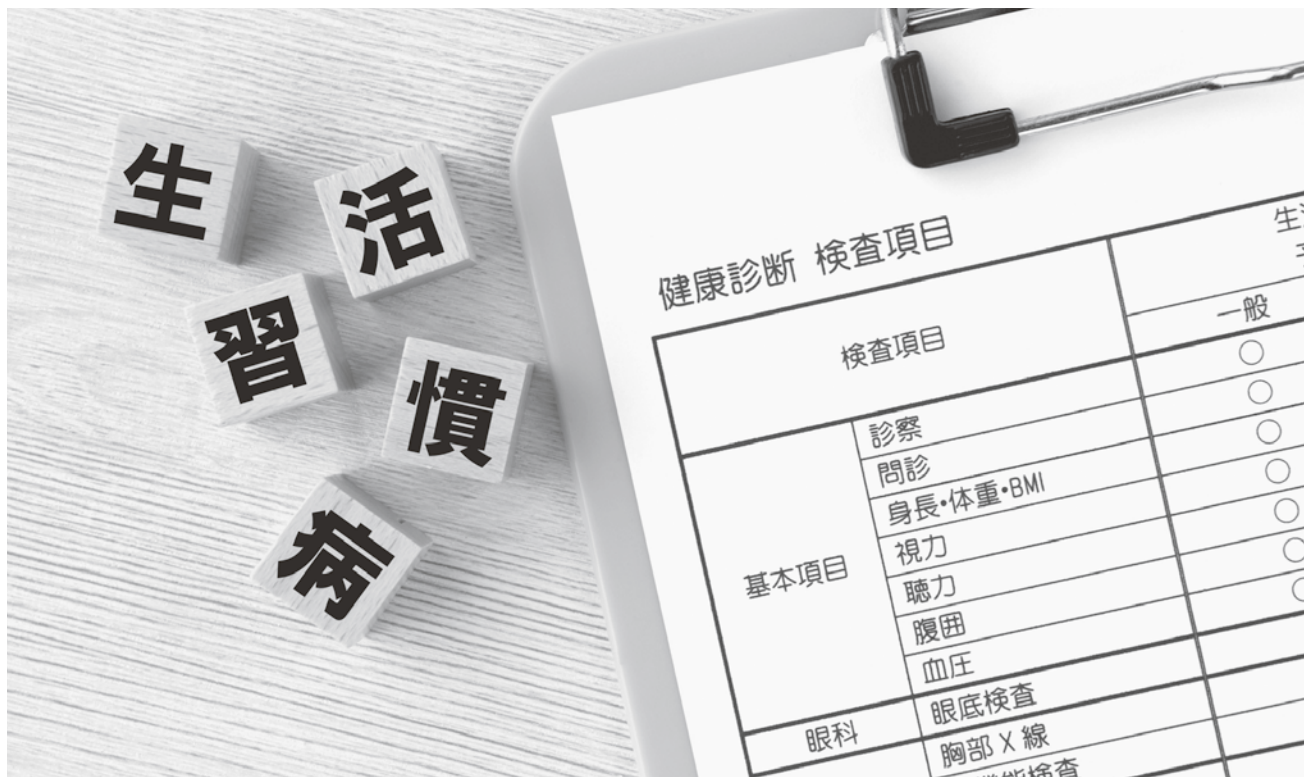 生
活
習
慣
病
健康診断 検査項目
検査項目
一般
○
基本項目
診察
○
問診
○
身長・体重・BMI
○
視力
○
聴力
○
腹囲
○
血圧
眼科
眼底検査
胸部X線